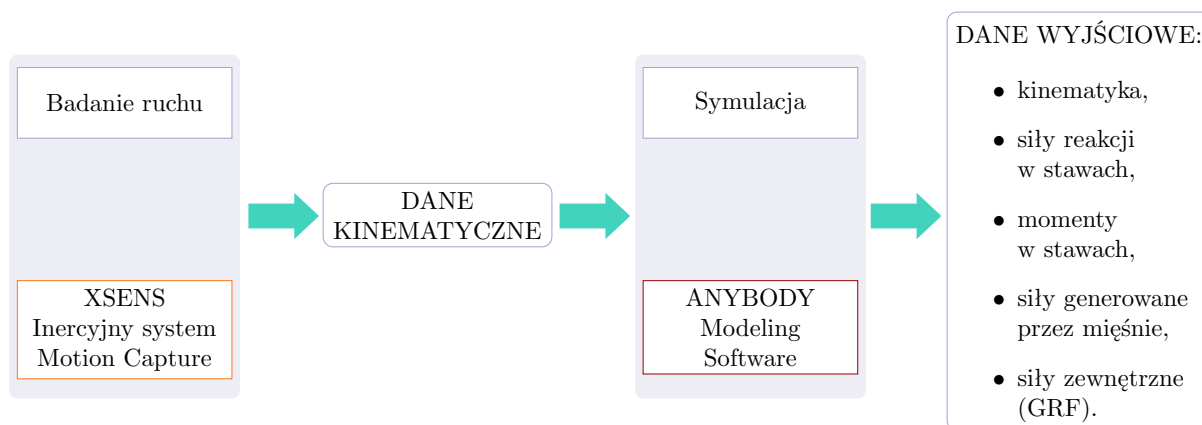 Badanie ruchu
XSENS
Inercyjny system
Motion Capture
DANE
KINEMATYCZNE
Symulacja
ANYBODY
Modeling
Software
DANE WYJŚCIOWE:
• kinematyka,
• siły reakcji
w stawach,
• momenty
w stawach,
• siły generowane
przez mięśnie,
• siły zewnętrzne
(GRF).